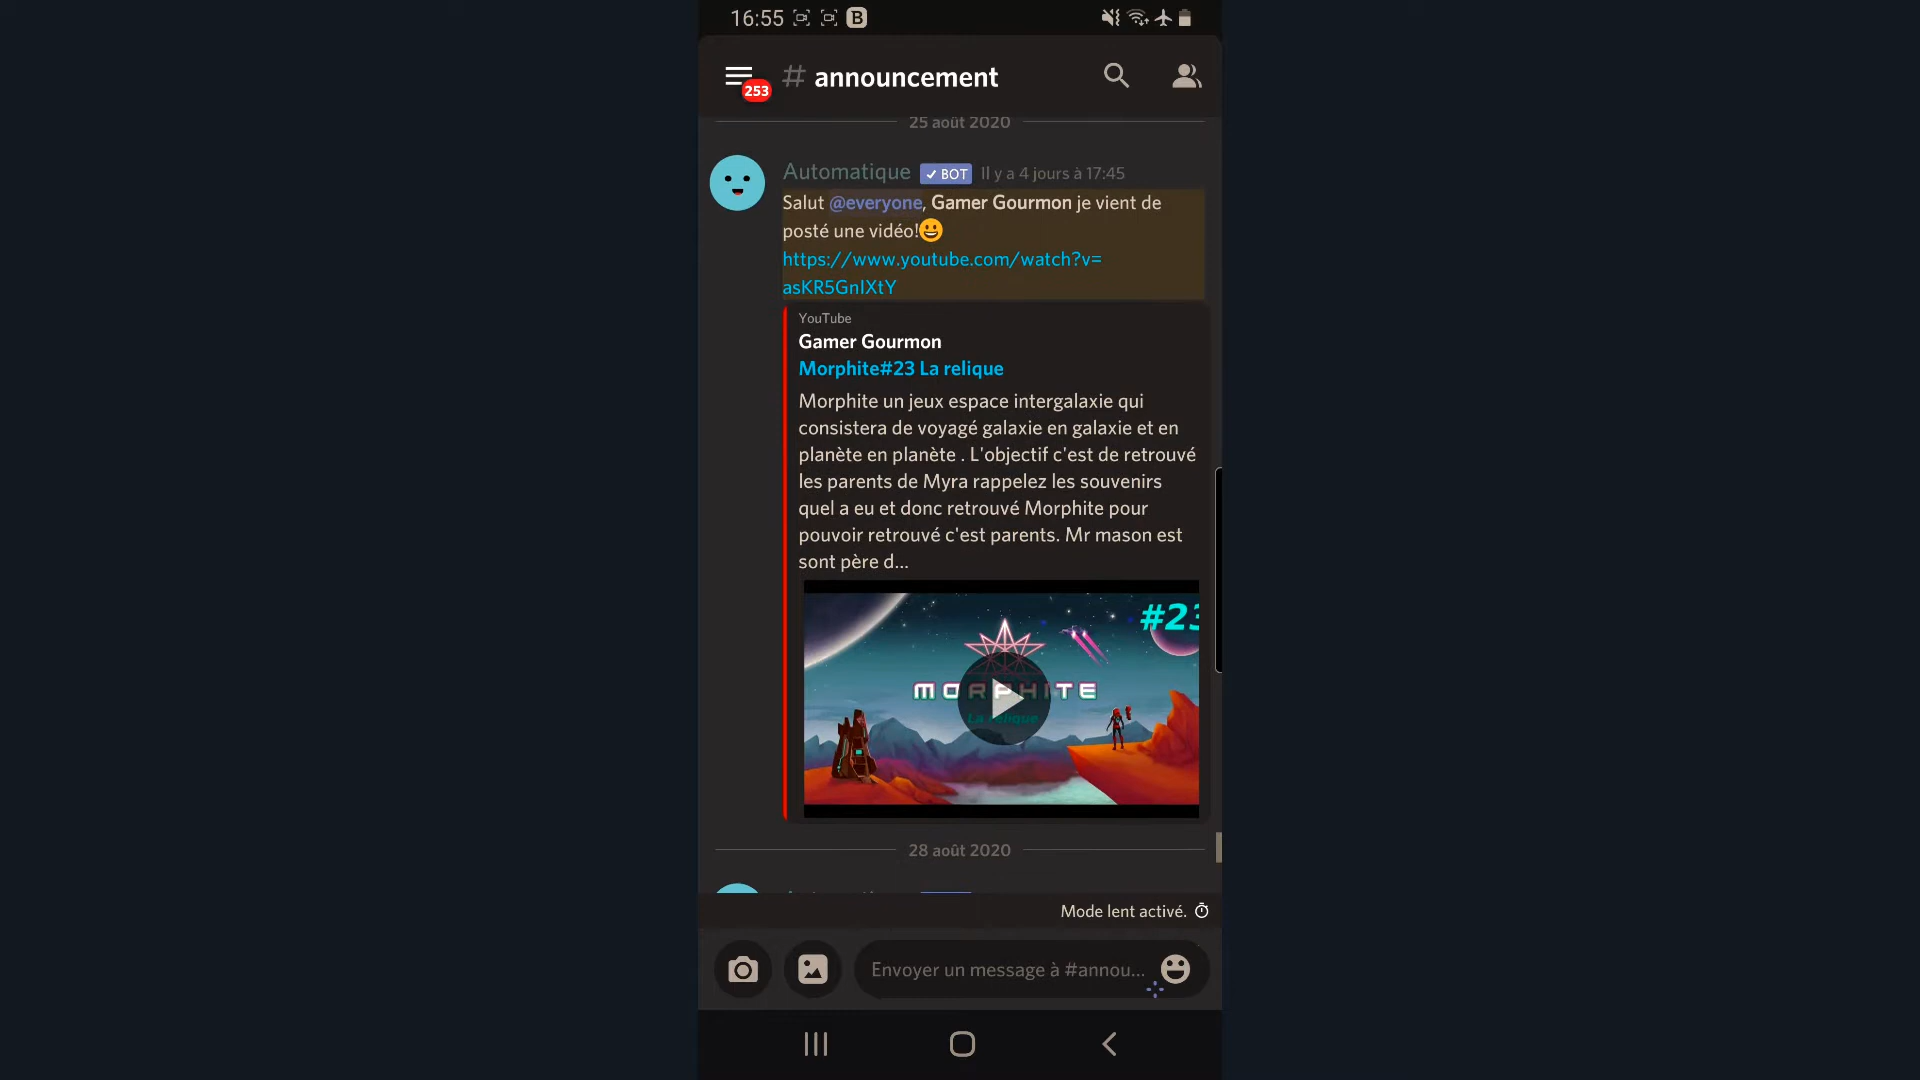 16:55
B
253
# announcement
25 août 2020
Automatique ✓ BOT Il y a 4 jours à 17:45
Salut @everyone, Gamer Gourmon je vient de
posté une vidéo!😀
https://www.youtube.com/watch?v=
asKR5GnIXtY
YouTube
Gamer Gourmon
Morphite#23 La relique
Morphite un jeux espace intergalaxie qui
consistera de voyagé galaxie en galaxie et en
planète en planète . L'objectif c'est de retrouvé
les parents de Myra rappelez les souvenirs
quel a eu et donc retrouvé Morphite pour
pouvoir retrouvé c'est parents. Mr mason est
sont père d...
#23
MORPHITE
La relique
28 août 2020
Mode lent activé.
Envoyer un message à #annou...